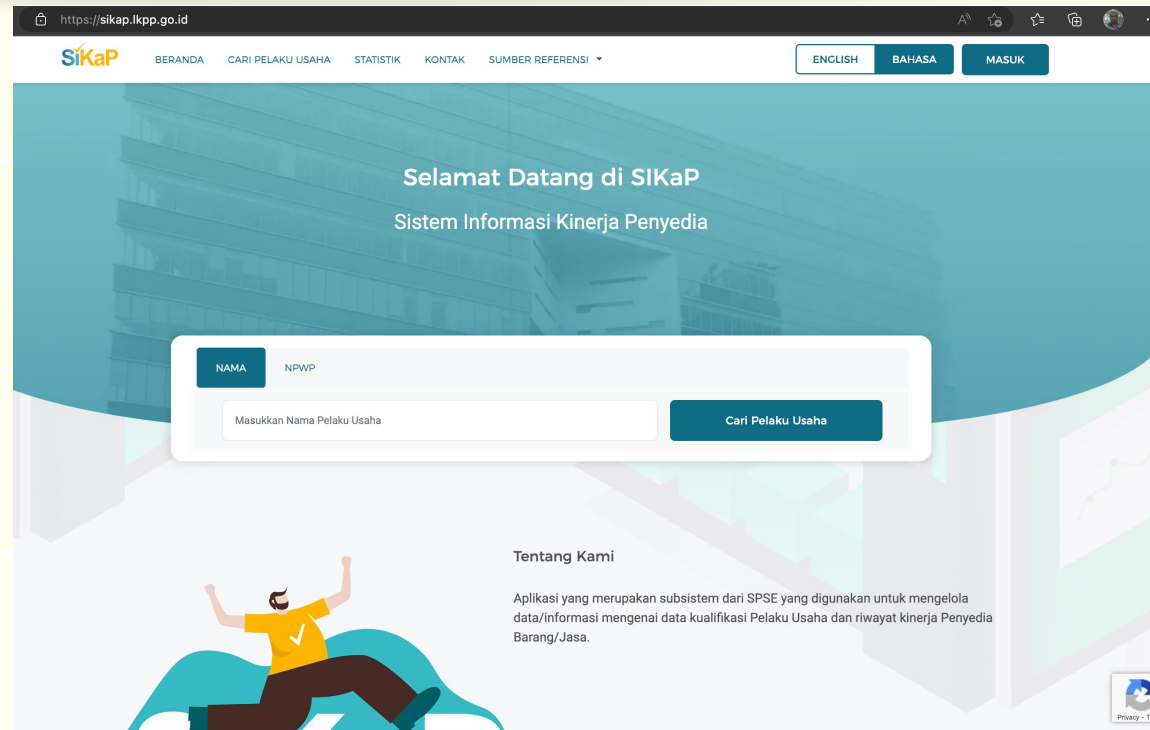 https://sikap.lkpp.go.id
SiKaP
BERANDA CARI PELAKU USAHA STATISTIK KONTAK SUMBER REFERENSI
ENGLISH BAHASA MASUK
Selamat Datang di SIKaP
Sistem Informasi Kinerja Penyedia
NAMA NPWP
Masukkan Nama Pelaku Usaha
Cari Pelaku Usaha
Tentang Kami
Aplikasi yang merupakan subsistem dari SPSE yang digunakan untuk mengelola
data/informasi mengenai data kualifikasi Pelaku Usaha dan riwayat kinerja Penyedia
Barang/Jasa.
Privacy - T